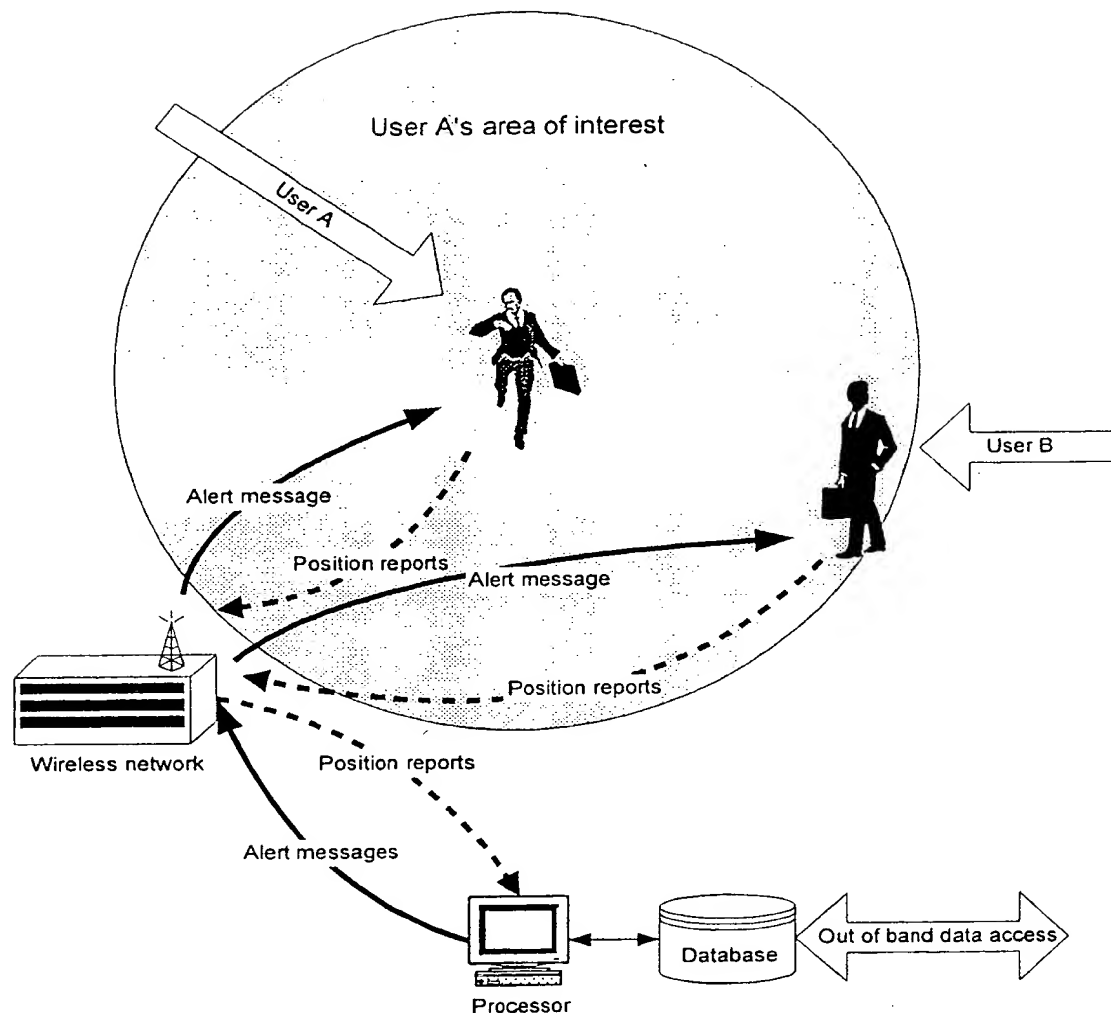 User A's area of interest
User A
User B
Alert message
Position reports
Alert message
Position reports
Wireless network
Position reports
Alert messages
Database
Out of band data access
Processor